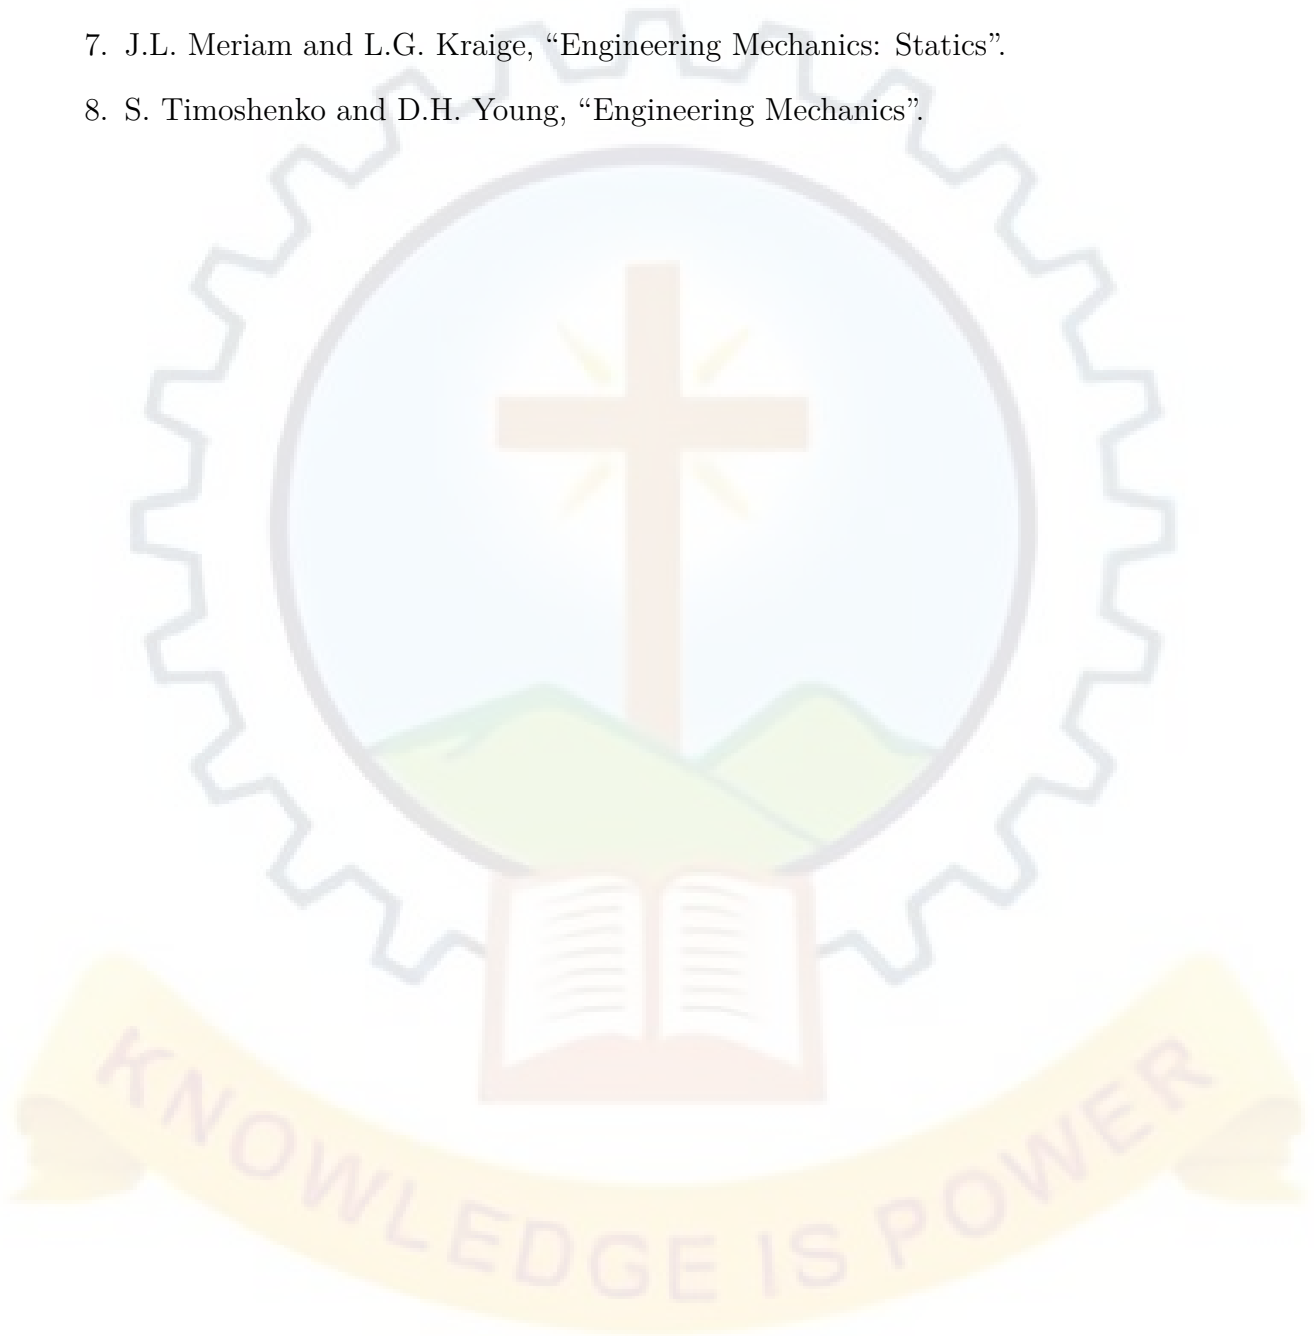 7. J.L. Meriam and L.G. Kraige, “Engineering Mechanics: Statics”.
8. S. Timoshenko and D.H. Young, “Engineering Mechanics”.
KNOWLEDGE IS POWER